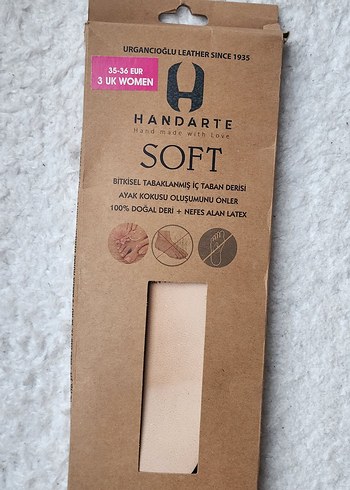 URGANCIOĞLU LEATHER SINCE 1935
35-36 EUR
3 UK WOMEN
HANDARTE
Hand made with Love
SOFT
BİTKİSEL TABAKLANMIŞ İÇ TABAN DERİSİ
AYAK KOKUSU OLUŞUMUNU ÖNLER
100% DOĞAL DERİ + NEFES ALAN LATEX